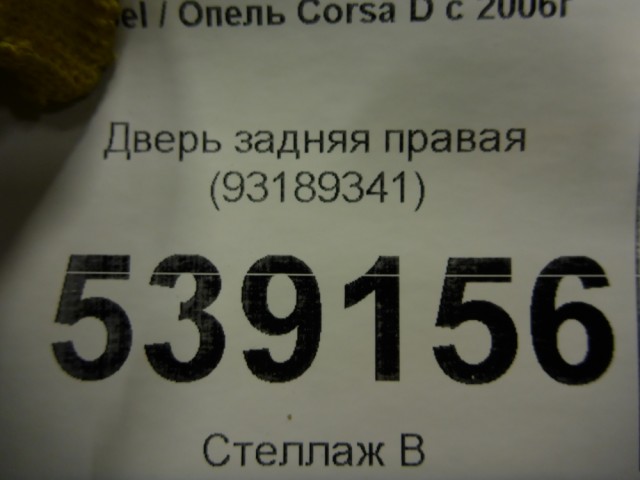 el / Опель Corsa D с 2006г
Дверь задняя правая
(93189341)
539156
Стеллаж В